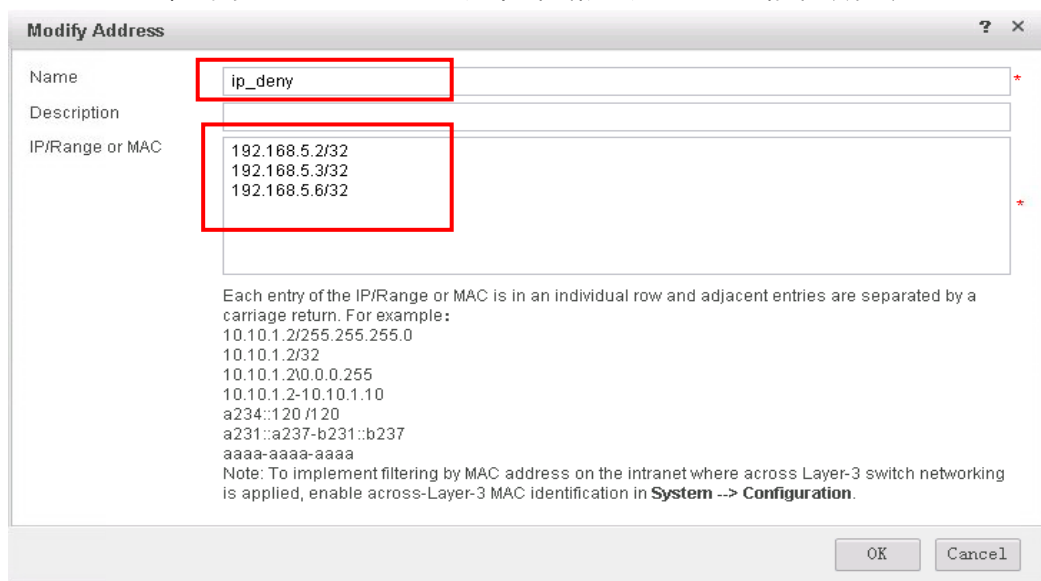 Modify Address
? ×
Name
ip_deny
*
Description
IP/Range or MAC
192.168.5.2/32
192.168.5.3/32
192.168.5.6/32
*
Each entry of the IP/Range or MAC is in an individual row and adjacent entries are separated by a
carriage return. For example:
10.10.1.2/255.255.255.0
10.10.1.2/32
10.10.1.2\0.0.0.255
10.10.1.2-10.10.1.10
a234::120 /120
a231::a237-b231::b237
aaaa-aaaa-aaaa
Note: To implement filtering by MAC address on the intranet where across Layer-3 switch networking
is applied, enable across-Layer-3 MAC identification in System --> Configuration.
OK
Cancel